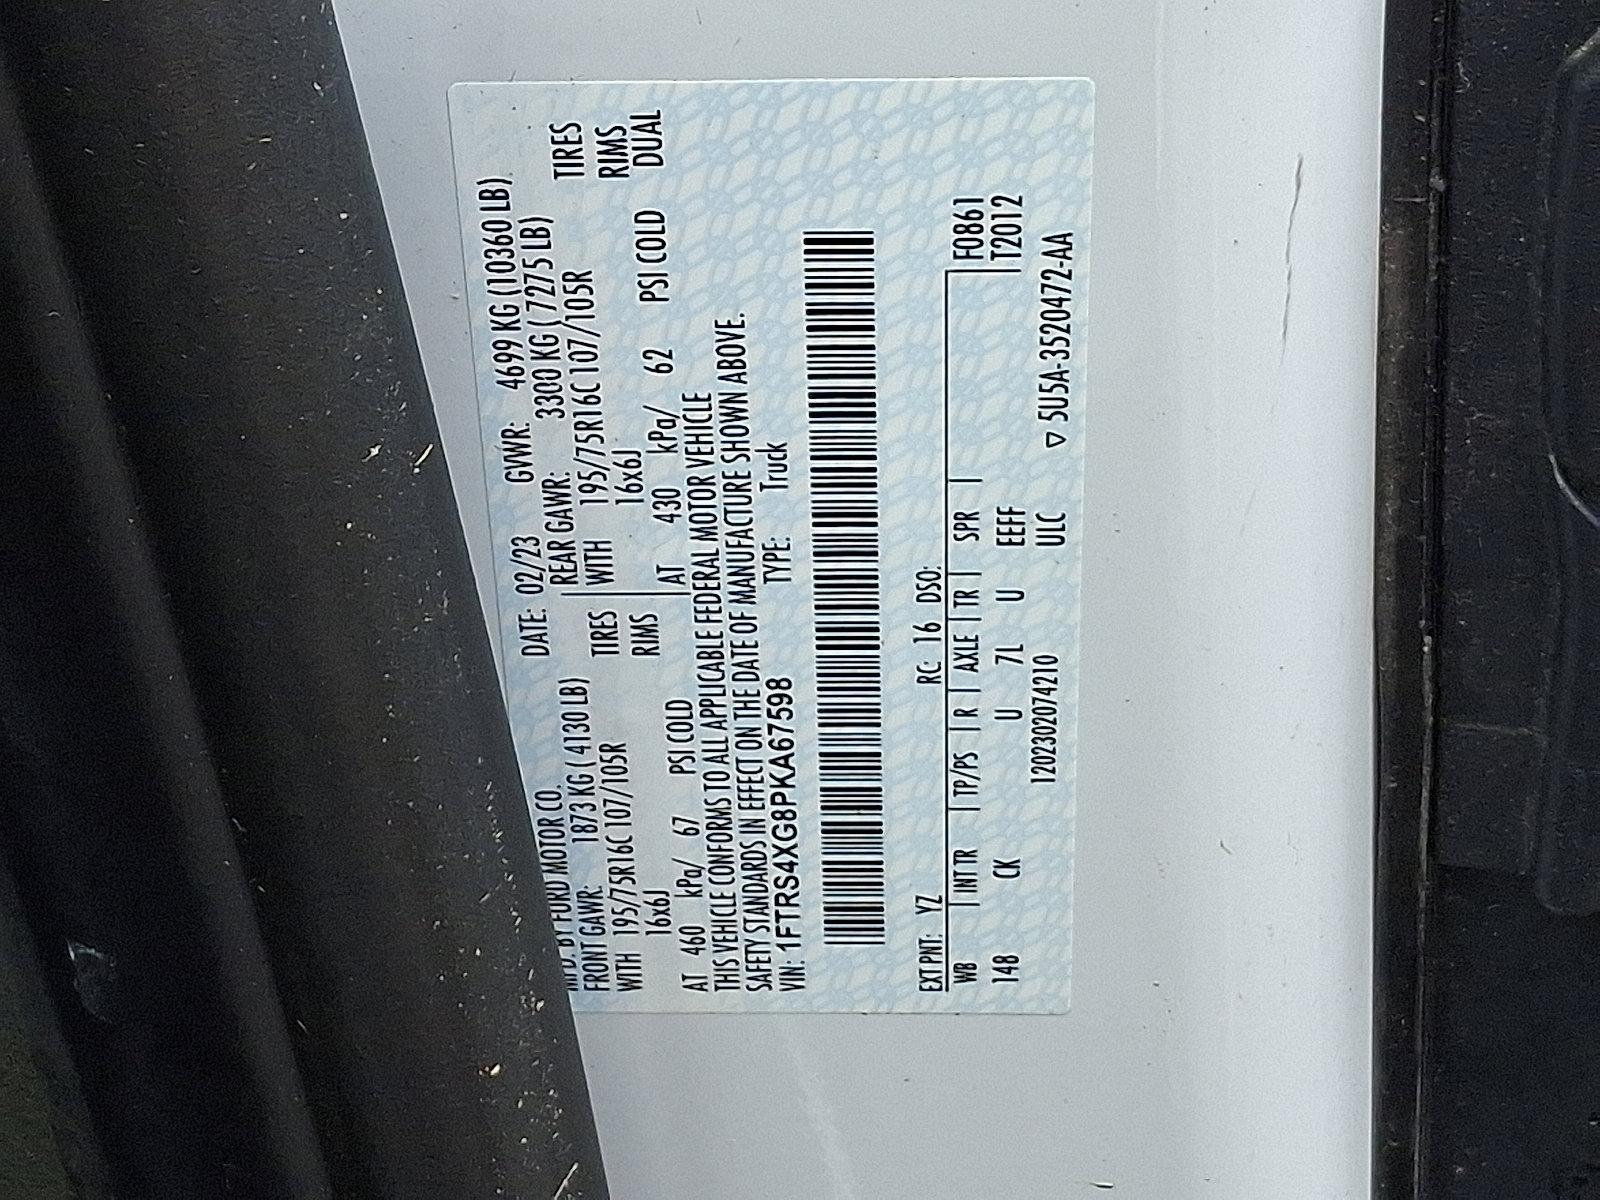 MFD. BY FORD MOTOR CO.
DATE: 02/23 GVWR: 4699 KG (10360 LB)
FRONT GAWR: 1873 KG ( 4130 LB)
REAR GAWR: 3300 KG ( 7275 LB)
WITH 195/75R16C 107/105R TIRES
WITH 195/75R16C 107/105R TIRES
16x6J RIMS
16x6J RIMS
AT 460 kPa/ 67 PSI COLD
AT 430 kPa/ 62 PSI COLD DUAL
THIS VEHICLE CONFORMS TO ALL APPLICABLE FEDERAL MOTOR VEHICLE
SAFETY STANDARDS IN EFFECT ON THE DATE OF MANUFACTURE SHOWN ABOVE.
VIN: 1FTRS4XG8PKA67598 TYPE: Truck
EXT PNT: YZ RC: 16 DSO:
WB | INT TR | TP/PS | R | AXLE | TR | SPR | F0861
148 CK U 7L U EEFF T2012
120230207421​0 ULC ▽ 5U5A-3520472-AA